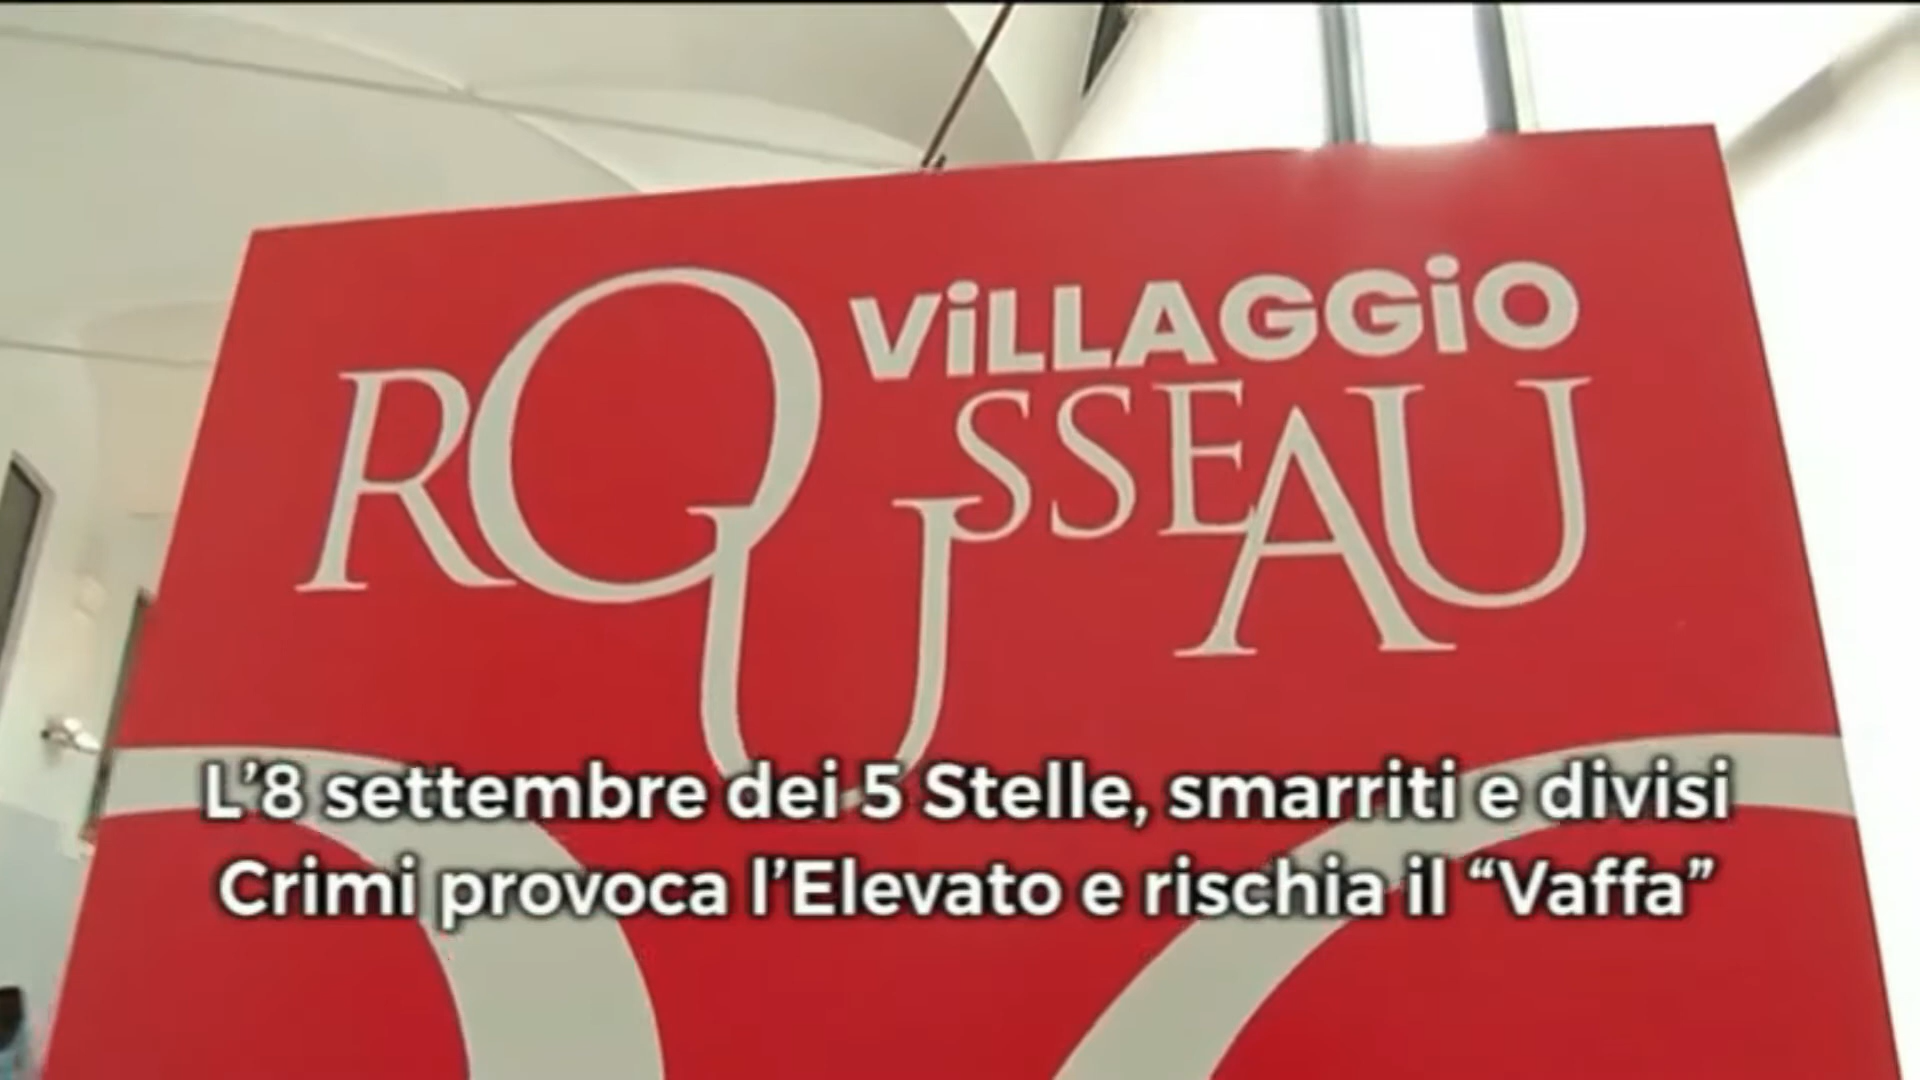 ViLLAGGiO
ROUSSEAU
L'8 settembre dei 5 Stelle, smarriti e divisi
Crimi provoca l'Elevato e rischia il “Vaffa”